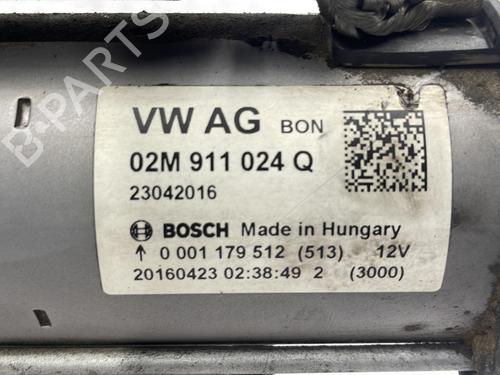 VW AG BON
02M 911 024 Q
23042016
BOSCH Made in Hungary
↑ 0 001 179 512 (513) 12V
20160423 02:38:49 2 (3000)
B-PARTS